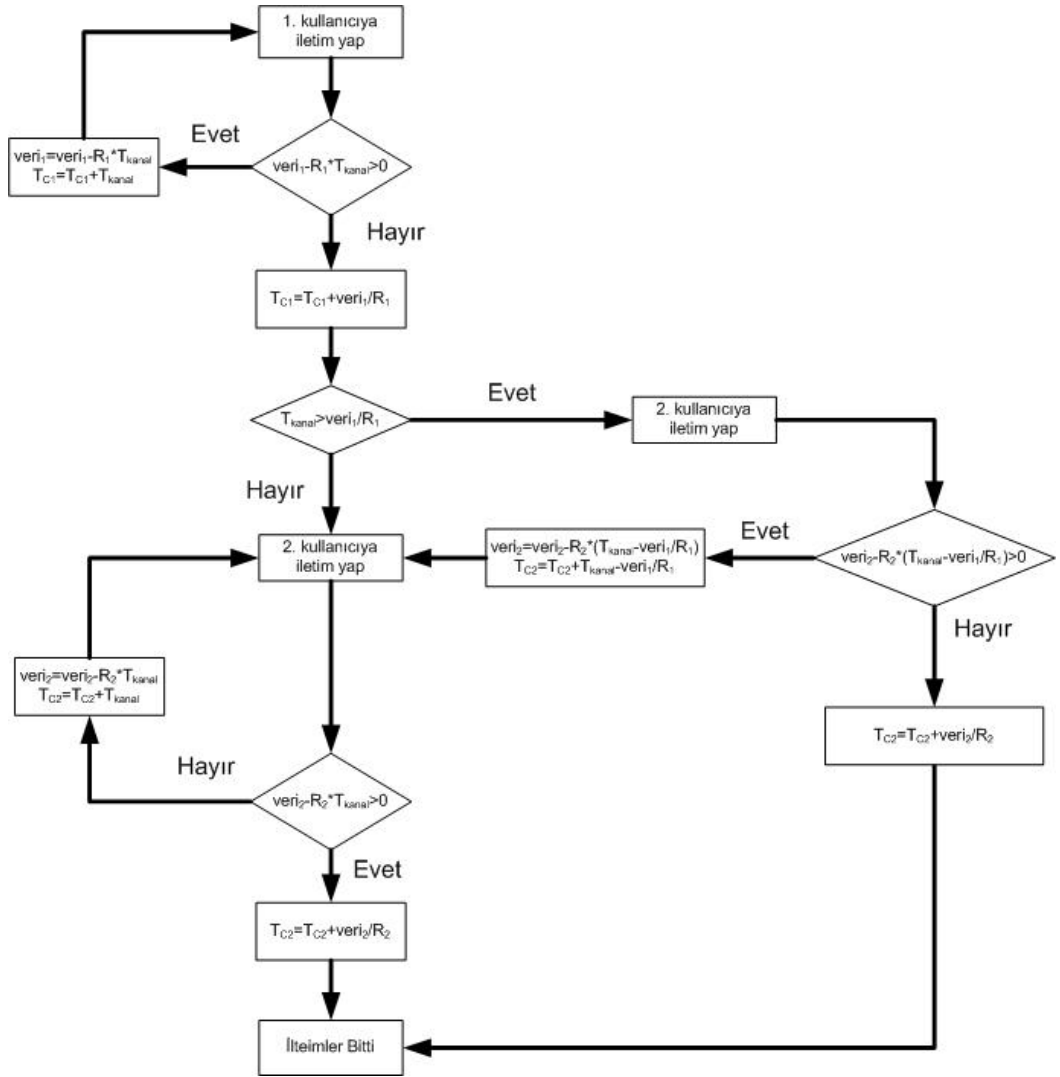 1. kullanıcıya
iletim yap
Evet
veri₁=veri₁-R₁*Tkanal
TC1=TC1+Tkanal
veri₁-R₁*Tkanal>0
Hayır
TC1=TC1+veri₁/R₁
Tkanal>veri₁/R₁
Evet
2. kullanıcıya
iletim yap
Hayır
2. kullanıcıya
iletim yap
veri₂=veri₂-R₂*(Tkanal-veri₁/R₁)
TC2=TC2+Tkanal-veri₁/R₁
Evet
veri₂-R₂*(Tkanal-veri₁/R₁)>0
Hayır
veri₂=veri₂-R₂*Tkanal
TC2=TC2+Tkanal
TC2=TC2+veri₂/R₂
Hayır
veri₂-R₂*Tkanal>0
Evet
TC2=TC2+veri₂/R₂
İlteimler Bitti